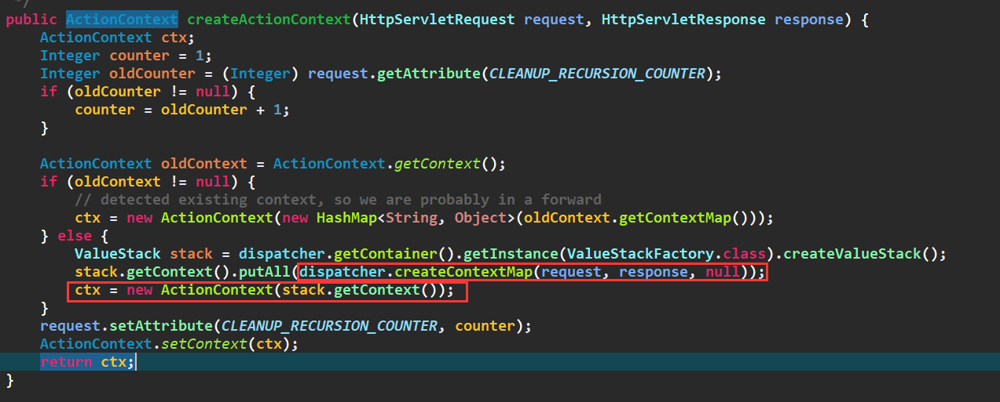 */
public ActionContext createActionContext(HttpServletRequest request, HttpServletResponse response) {
ActionContext ctx;
Integer counter = 1;
Integer oldCounter = (Integer) request.getAttribute(CLEANUP_RECURSION_COUNTER);
if (oldCounter != null) {
counter = oldCounter + 1;
}
ActionContext oldContext = ActionContext.getContext();
if (oldContext != null) {
// detected existing context, so we are probably in a forward
ctx = new ActionContext(new HashMap<String, Object>(oldContext.getContextMap()));
} else {
ValueStack stack = dispatcher.getContainer().getInstance(ValueStackFactory.class).createValueStack();
stack.getContext().putAll(dispatcher.createContextMap(request, response, null));
ctx = new ActionContext(stack.getContext());
}
request.setAttribute(CLEANUP_RECURSION_COUNTER, counter);
ActionContext.setContext(ctx);
return ctx;
}